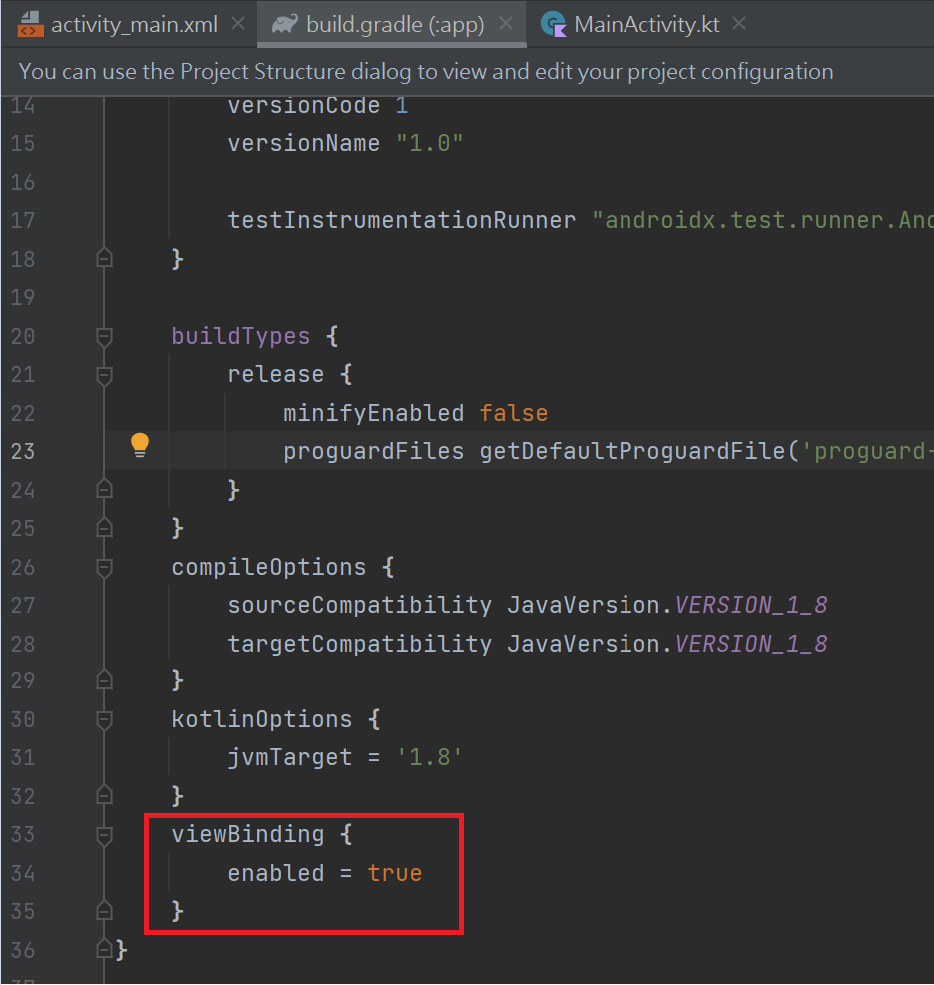 activity_main.xml build.gradle (:app) MainActivity.kt
You can use the Project Structure dialog to view and edit your project configuration
14 versionCode 1
15 versionName "1.0"
16
17 testInstrumentationRunner "androidx.test.runner.And
18 }
19
20 buildTypes {
21 release {
22 minifyEnabled false
23 proguardFiles getDefaultProguardFile('proguard-
24 }
25 }
26 compileOptions {
27 sourceCompatibility JavaVersion.VERSION_1_8
28 targetCompatibility JavaVersion.VERSION_1_8
29 }
30 kotlinOptions {
31 jvmTarget = '1.8'
32 }
33 viewBinding {
34 enabled = true
35 }
36 }